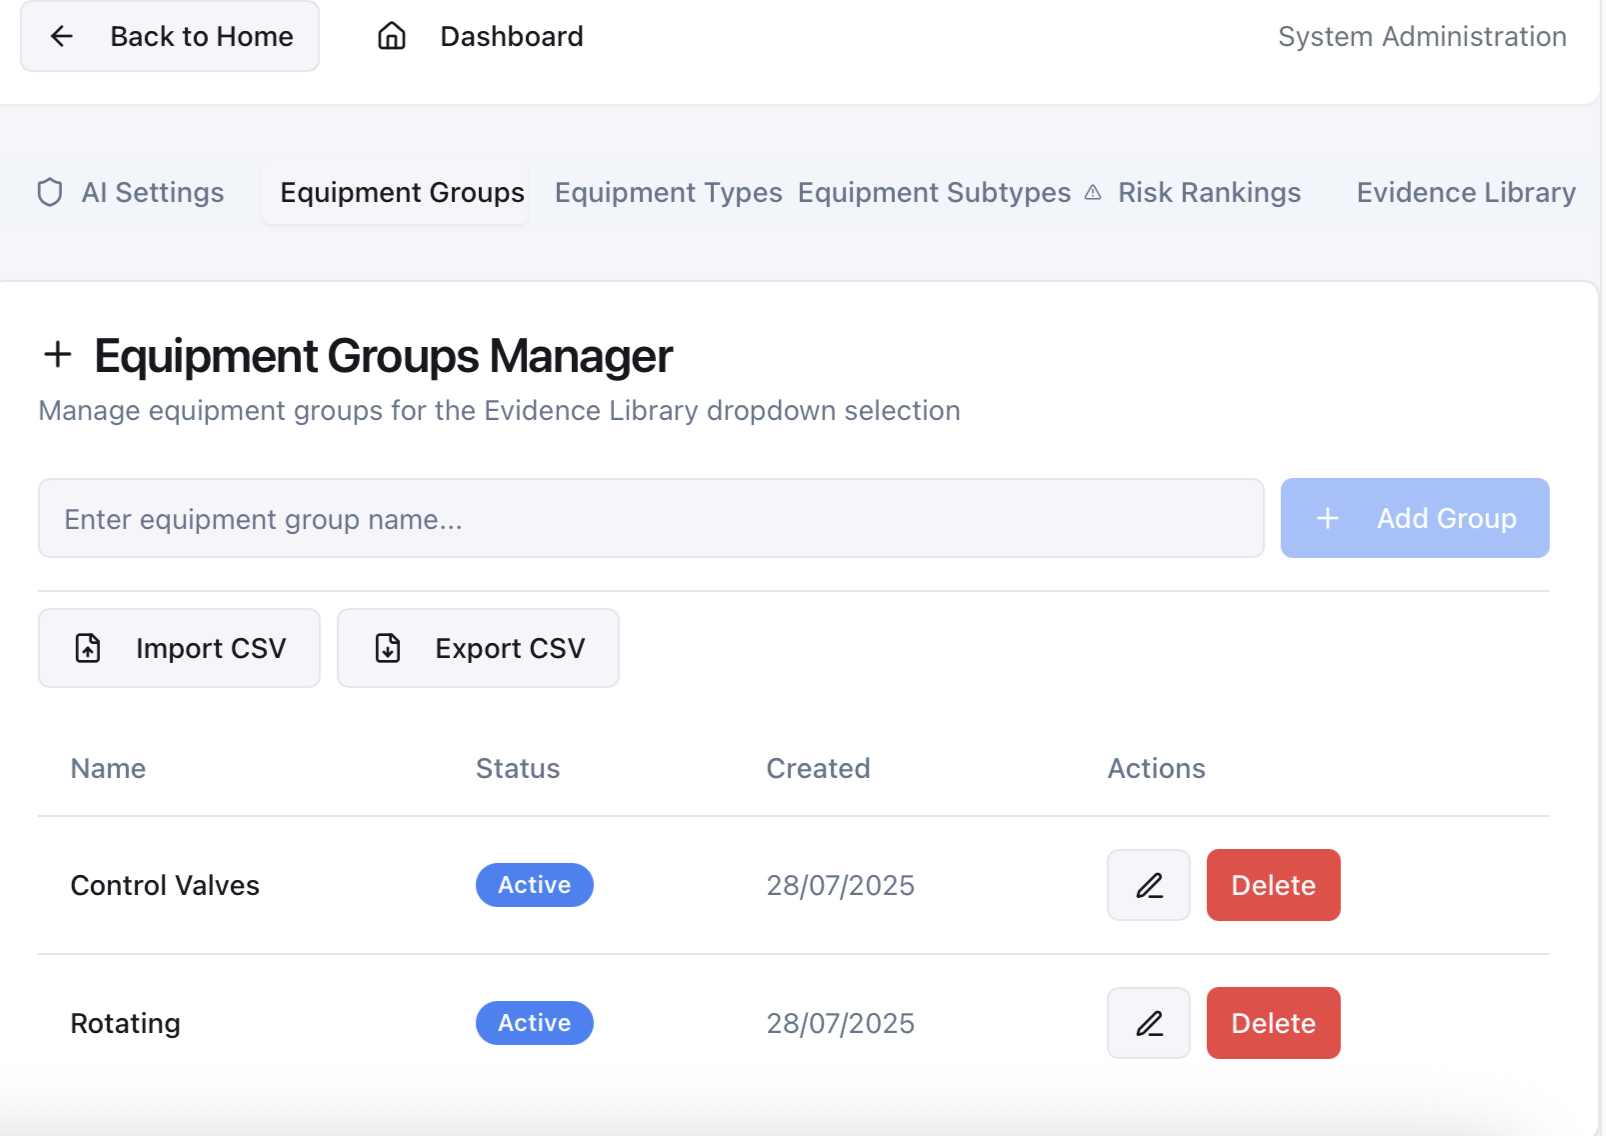 Back to Home Dashboard System Administration
AI Settings Equipment Groups Equipment Types Equipment Subtypes Risk Rankings Evidence Library
Equipment Groups Manager
Manage equipment groups for the Evidence Library dropdown selection
Enter equipment group name... Add Group
Import CSV Export CSV
Name Status Created Actions
Control Valves Active 28/07/2025 Delete
Rotating Active 28/07/2025 Delete